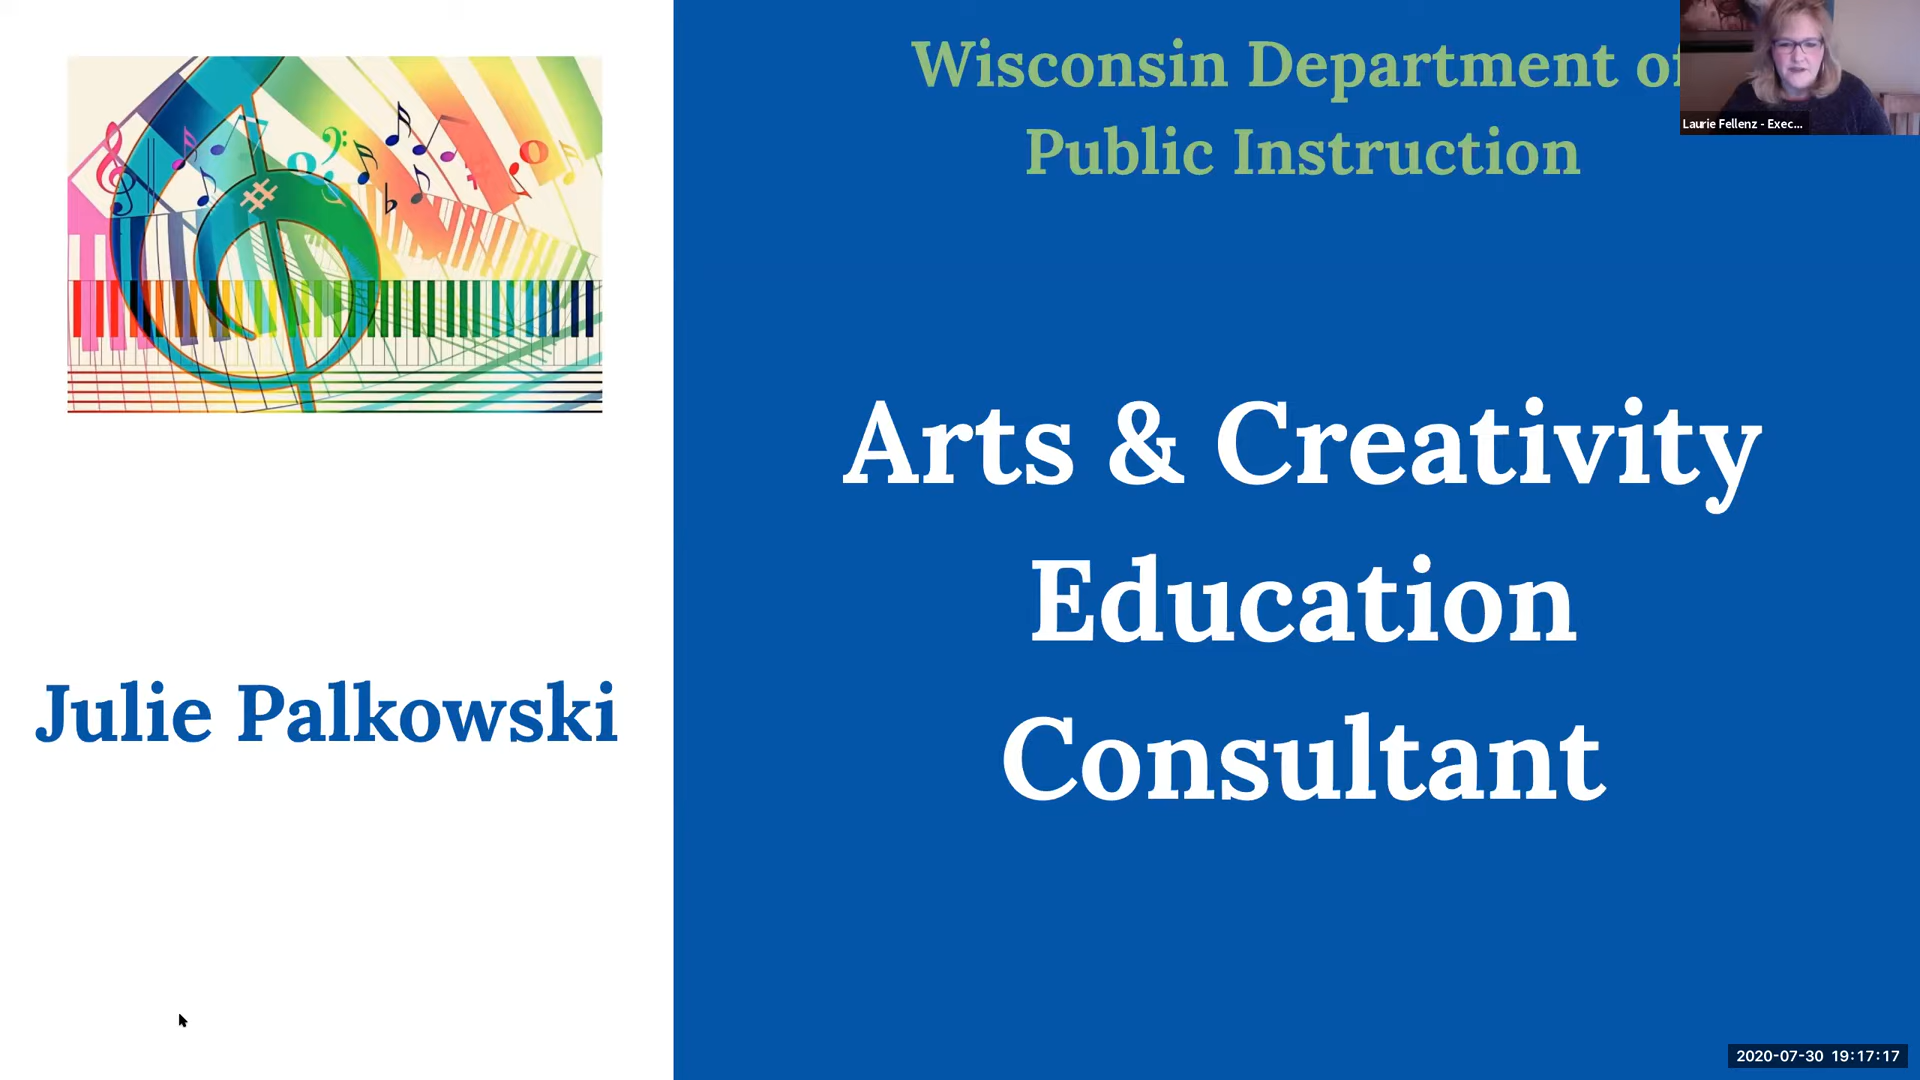 Wisconsin Department of
Public Instruction
Laurie Fellenz - Exec...
Arts & Creativity
Education
Consultant
Julie Palkowski
2020-07-30 19:17:17